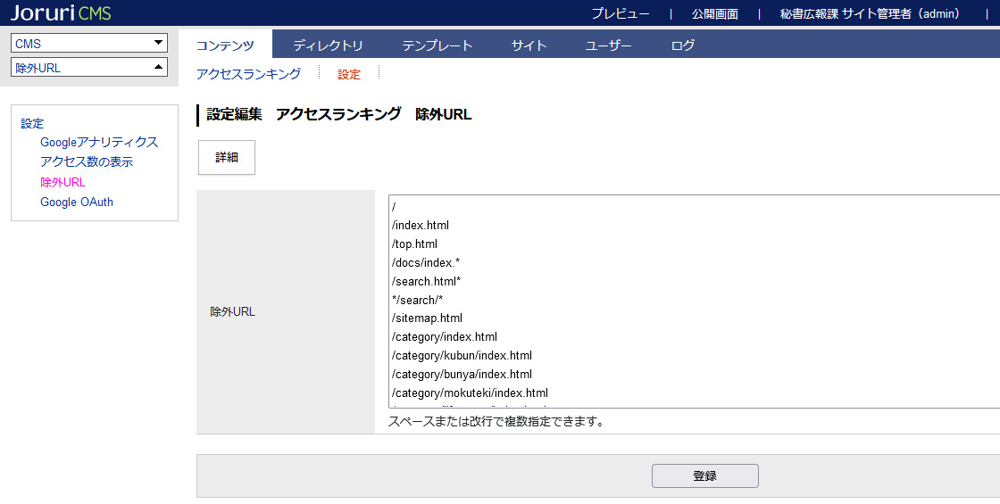 Joruri CMS
プレビュー | 公開画面 | 秘書広報課 サイト管理者（admin） |
CMS
除外URL
コンテンツ ディレクトリ テンプレート サイト ユーザー ログ
アクセスランキング 設定
設定
Googleアナリティクス
アクセス数の表示
除外URL
Google OAuth
設定編集 アクセスランキング 除外URL
詳細
除外URL
/
/index.html
/top.html
/docs/index.*
/search.html*
*/search/*
/sitemap.html
/category/index.html
/category/kubun/index.html
/category/bunya/index.html
/category/mokuteki/index.html
スペースまたは改行で複数指定できます。
登録